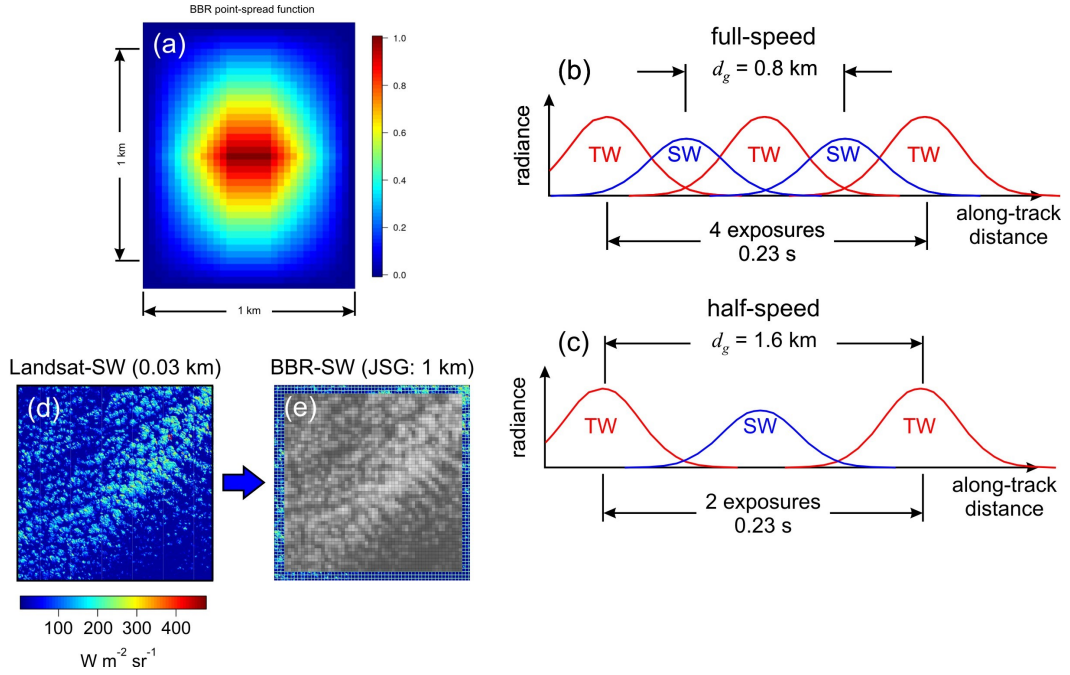 BBR point-spread function
(a)
1.0
0.8
0.6
0.4
0.2
0.0
1 km
1 km
full-speed
(b)
d_g = 0.8 km
radiance
TW
SW
TW
SW
TW
along-track
distance
4 exposures
0.23 s
half-speed
(c)
d_g = 1.6 km
radiance
TW
SW
TW
along-track
distance
2 exposures
0.23 s
Landsat-SW (0.03 km)
(d)
BBR-SW (JSG: 1 km)
(e)
100 200 300 400
W m⁻² sr⁻¹